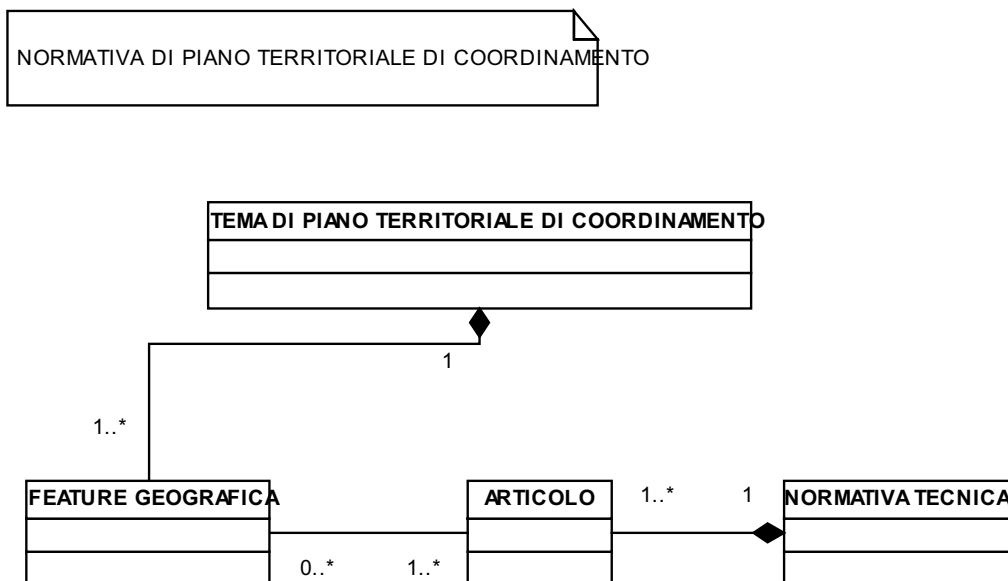 NORMATIVA DI PIANO TERRITORIALE DI COORDINAMENTO
TEMA DI PIANO TERRITORIALE DI COORDINAMENTO
1
1..*
FEATURE GEOGRAFICA
ARTICOLO
1..*
1
NORMATIVA TECNICA
0..*
1..*